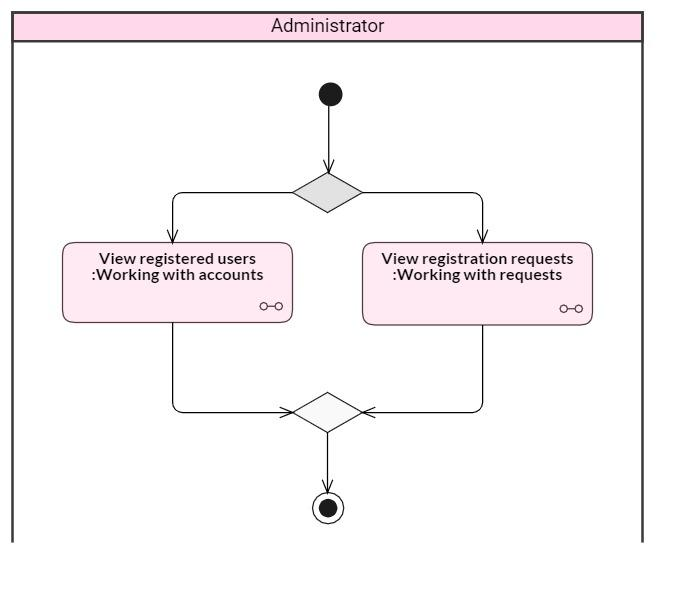 Administrator
View registered users
:Working with accounts
View registration requests
:Working with requests